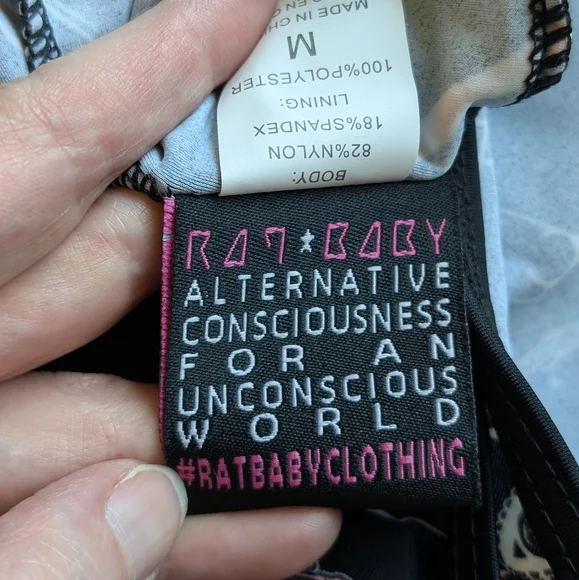 BODY:
82%NYLON
18%SPANDEX
LINING:
100%POLYESTER
M
MADE IN CHI
RAT★BABY
ALTERNATIVE
CONSCIOUSNESS
FOR AN
UNCONSCIOUS
WORLD
#RATBABYCLOTHING